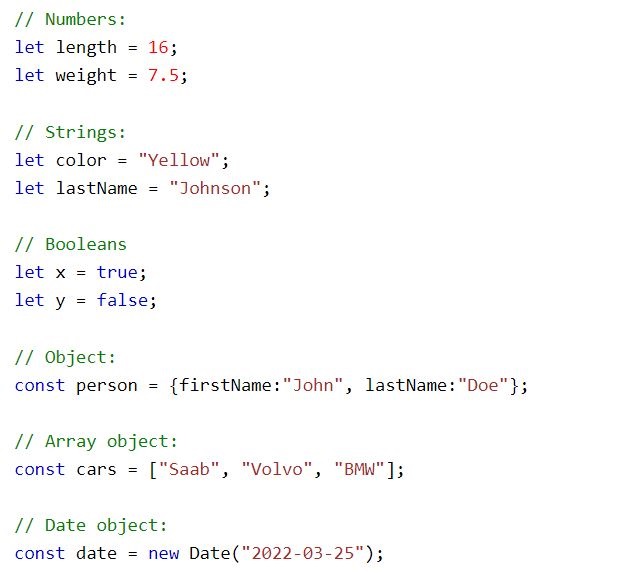 // Numbers:
let length = 16;
let weight = 7.5;
// Strings:
let color = "Yellow";
let lastName = "Johnson";
// Booleans
let x = true;
let y = false;
// Object:
const person = {firstName:"John", lastName:"Doe"};
// Array object:
const cars = ["Saab", "Volvo", "BMW"];
// Date object:
const date = new Date("2022-03-25");